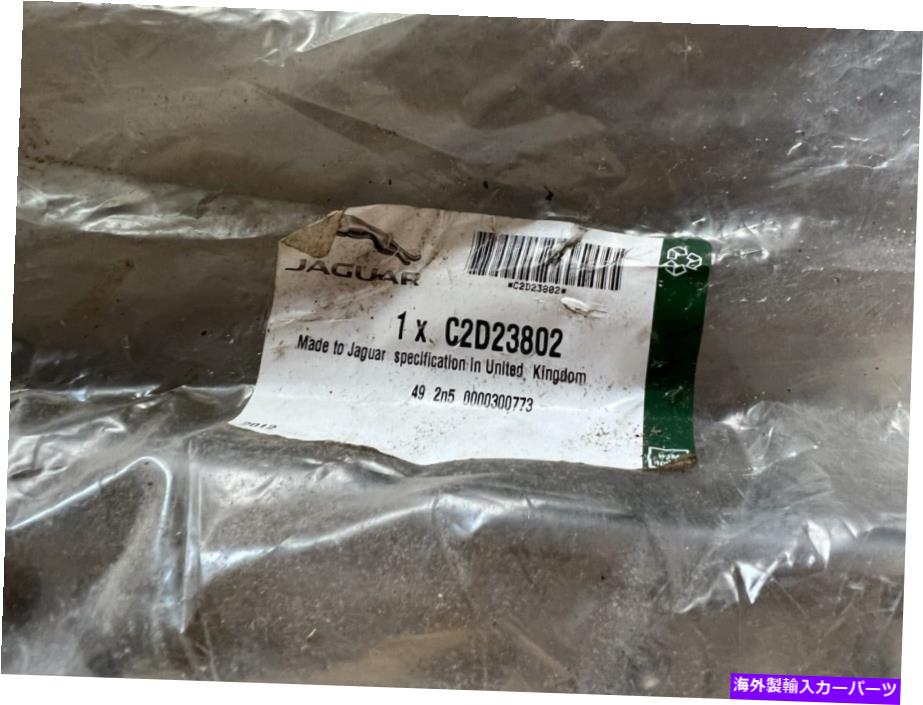 JAGUAR
*C2D23802*
1 x C2D23802
Made to Jaguar specification in United Kingdom
49 2n5 0000300773
2012
海外製輸入カーパーツ